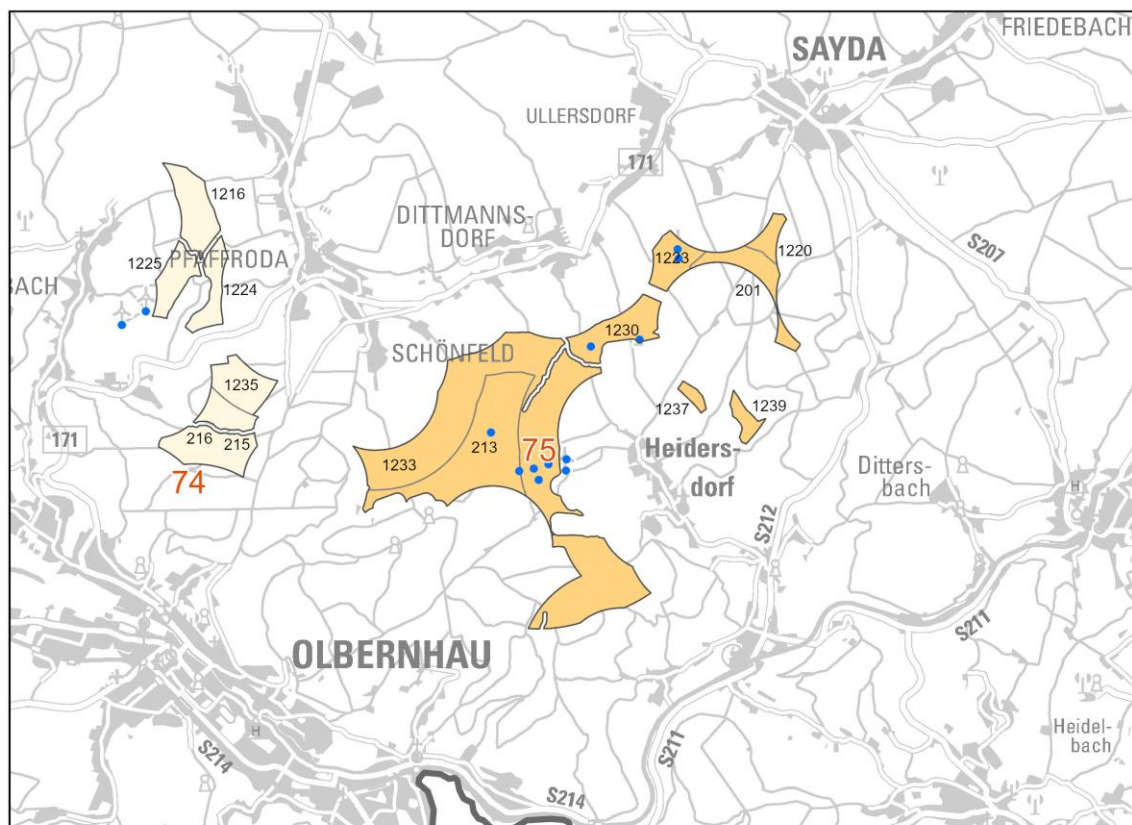 FRIEDEBACH
SAYDA
ULLERSDORF
171
1216
DITTMANNS-
DORF
S207
1225
PFAFFRODA
1223
1220
BACH
1224
201
1230
SCHÖNFELD
1235
1237
1239
171
216
215
213
75
Heiders-
dorf
1233
74
Ditters-
bach
H
S212
S211
OLBERNHAU
H
Heidel-
bach
S214
S211
S214